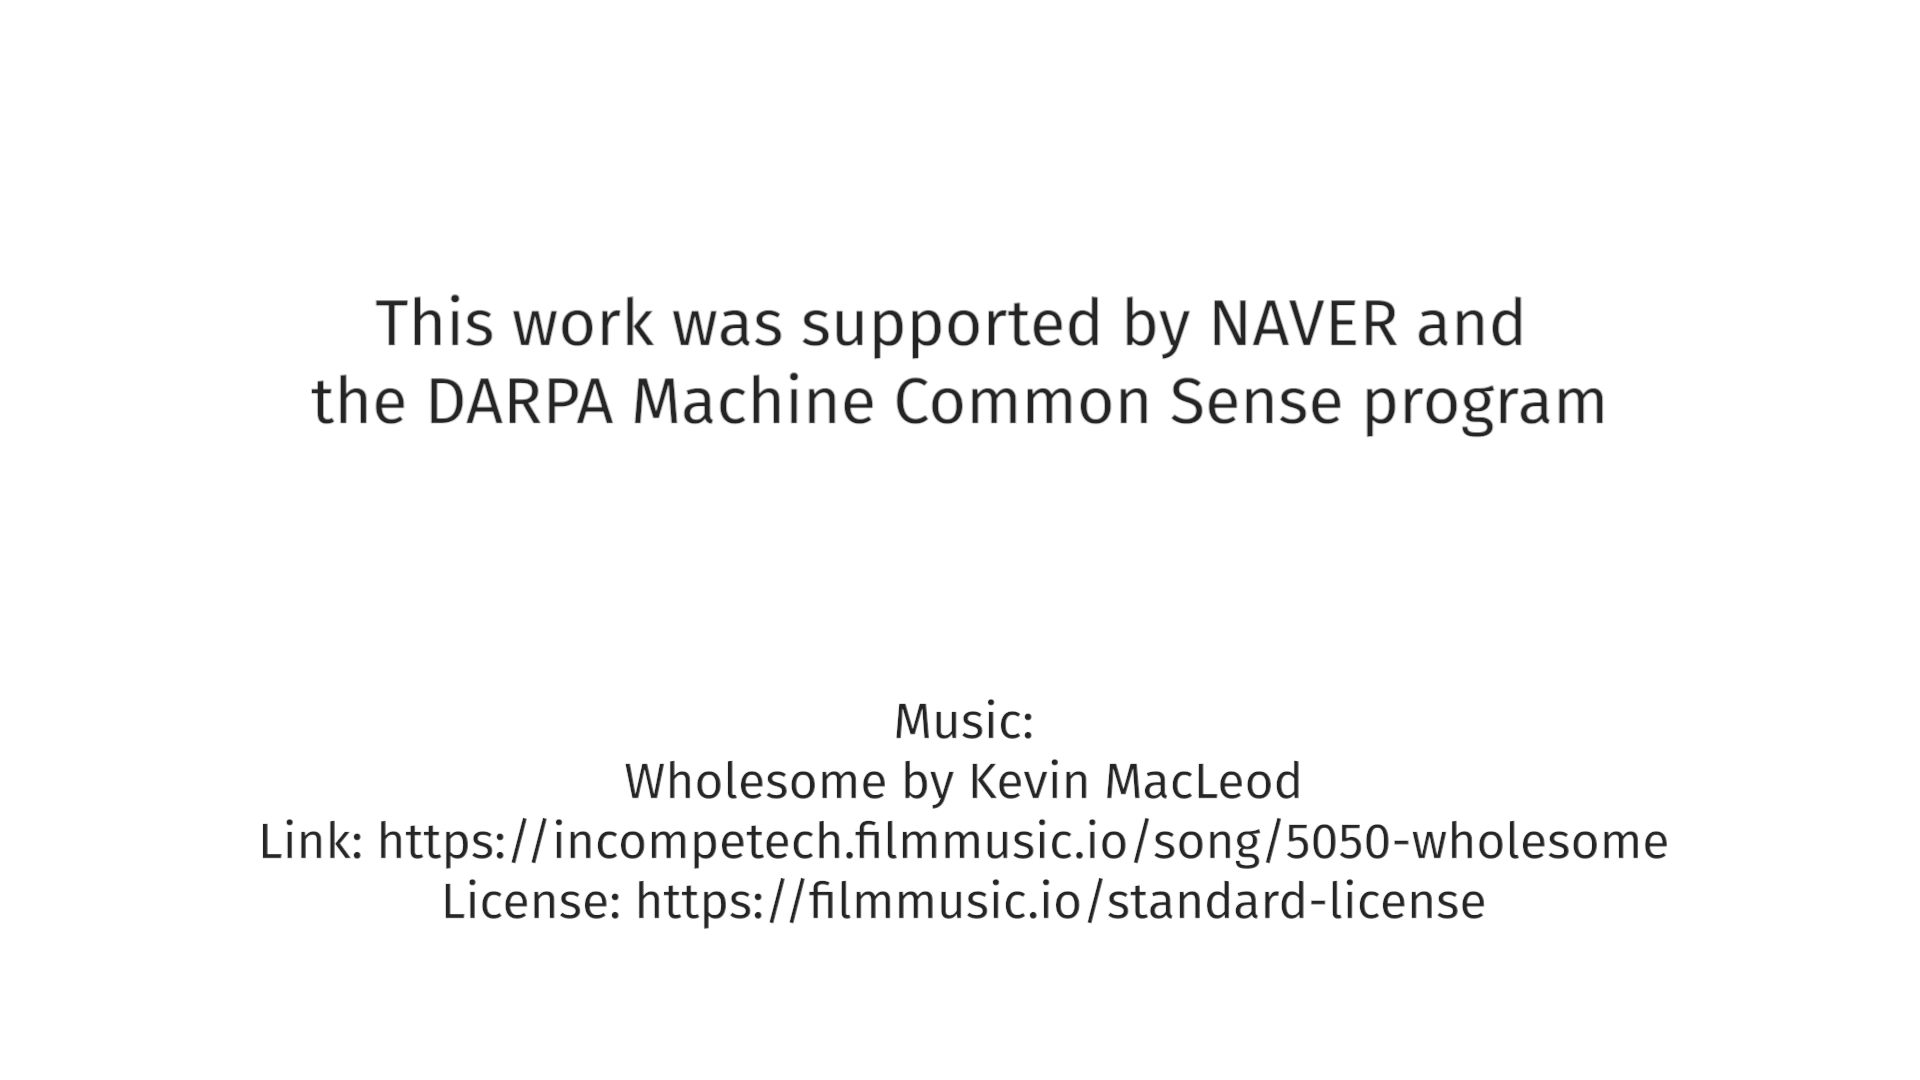 This work was supported by NAVER and
the DARPA Machine Common Sense program
Music:
Wholesome by Kevin MacLeod
Link: https://incompetech.filmmusic.io/song/5050-wholesome
License: https://filmmusic.io/standard-license